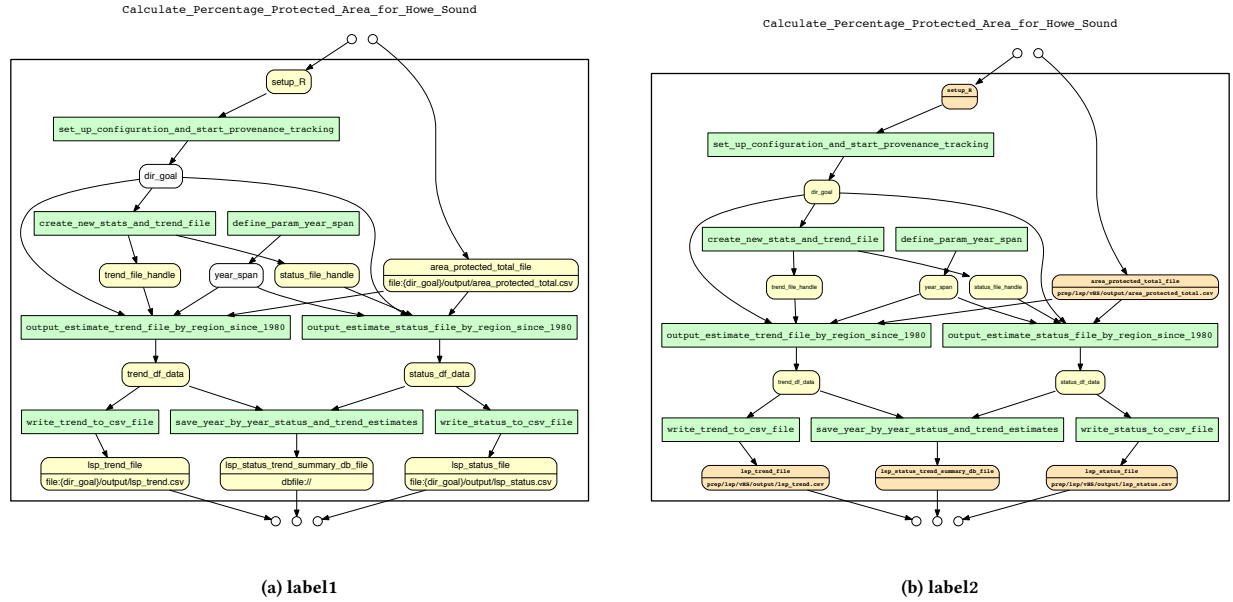 Calculate_Percentage_Protected_Area_for_Howe_Sound
setup_R
set_up_configuration_and_start_provenance_tracking
dir_goal
create_new_stats_and_trend_file
define_param_year_span
trend_file_handle
year_span
status_file_handle
area_protected_total_file
file:{dir_goal}/output/area_protected_total.csv
output_estimate_trend_file_by_region_since_1980
output_estimate_status_file_by_region_since_1980
trend_df_data
status_df_data
write_trend_to_csv_file
save_year_by_year_status_and_trend_estimates
write_status_to_csv_file
lsp_trend_file
file:{dir_goal}/output/lsp_trend.csv
lsp_status_trend_summary_db_file
dbfile://
lsp_status_file
file:{dir_goal}/output/lsp_status.csv
(a) label1
Calculate_Percentage_Protected_Area_for_Howe_Sound
setup_R
set_up_configuration_and_start_provenance_tracking
dir_goal
create_new_stats_and_trend_file
define_param_year_span
trend_file_handle
year_span
status_file_handle
area_protected_total_file
prep/lsp/vHS/output/area_protected_total.csv
output_estimate_trend_file_by_region_since_1980
output_estimate_status_file_by_region_since_1980
trend_df_data
status_df_data
write_trend_to_csv_file
save_year_by_year_status_and_trend_estimates
write_status_to_csv_file
lsp_trend_file
prep/lsp/vHS/output/lsp_trend.csv
lsp_status_trend_summary_db_file
lsp_status_file
prep/lsp/vHS/output/lsp_status.csv
(b) label2